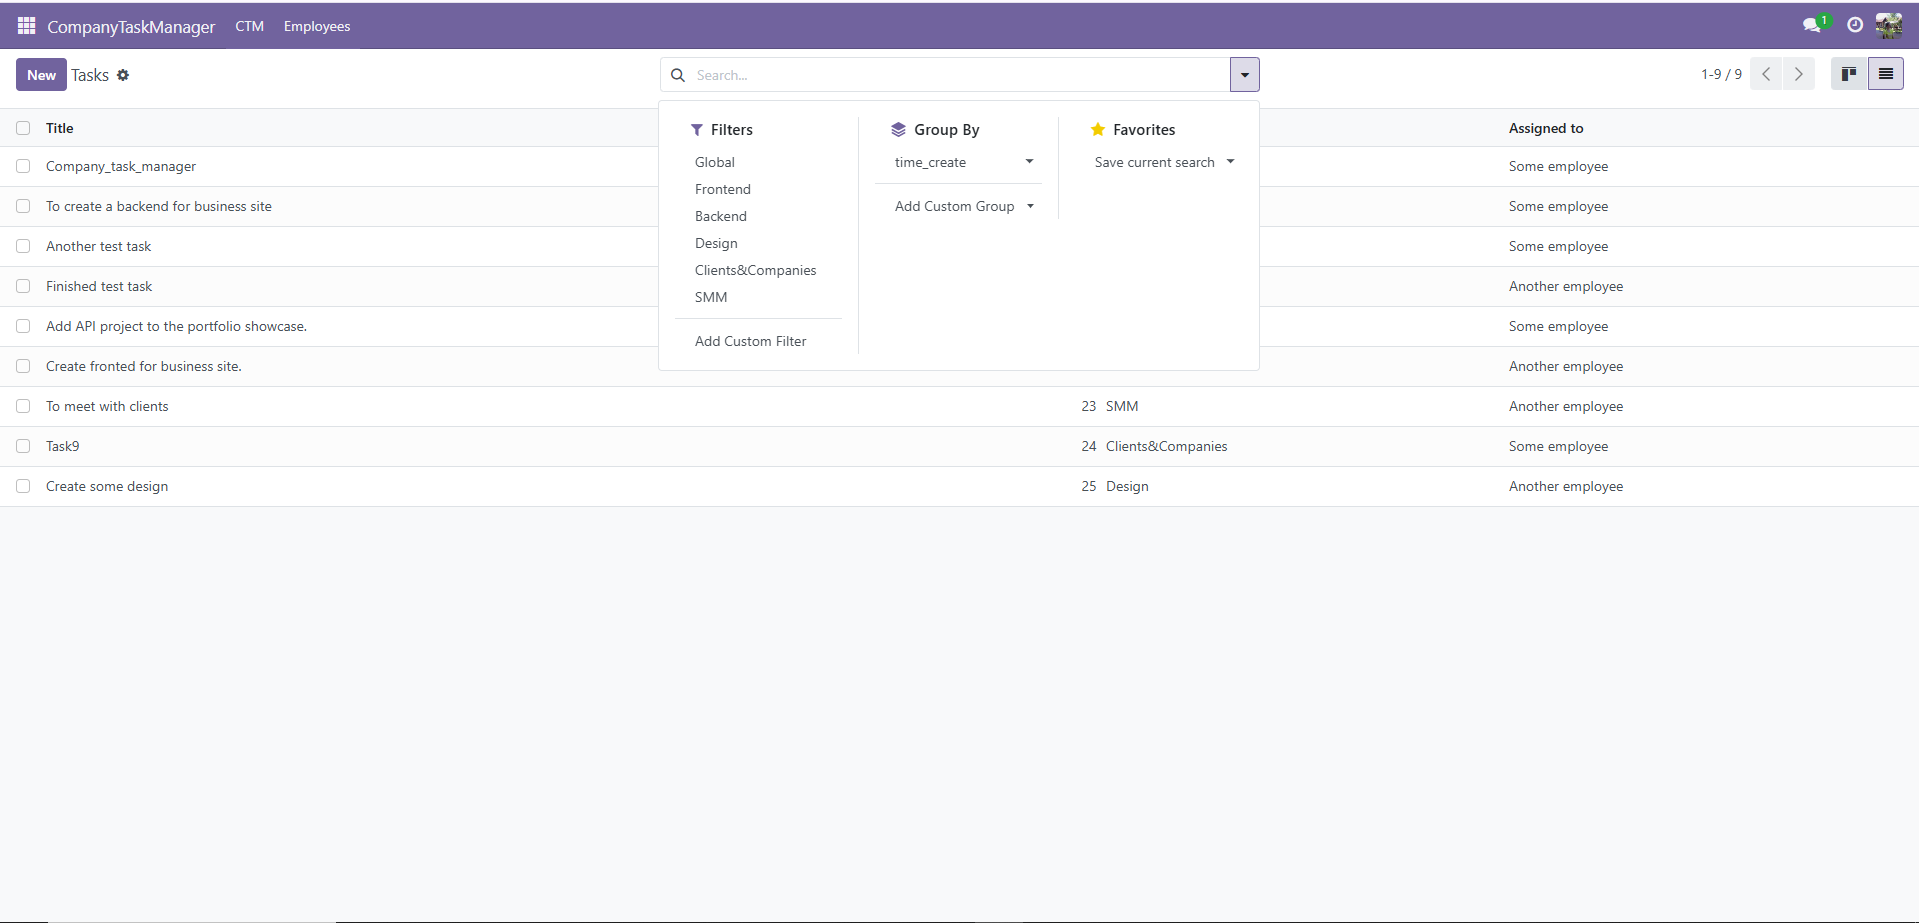 CompanyTaskManager CTM Employees 1
New Tasks Search... 1-9 / 9
Title Assigned to
Filters
Global
Frontend
Backend
Design
Clients&Companies
SMM
Add Custom Filter
Group By
time_create
Add Custom Group
Favorites
Save current search
Company_task_manager Some employee
To create a backend for business site Some employee
Another test task Some employee
Finished test task Another employee
Add API project to the portfolio showcase. Some employee
Create fronted for business site. Another employee
To meet with clients 23 SMM Another employee
Task9 24 Clients&Companies Some employee
Create some design 25 Design Another employee